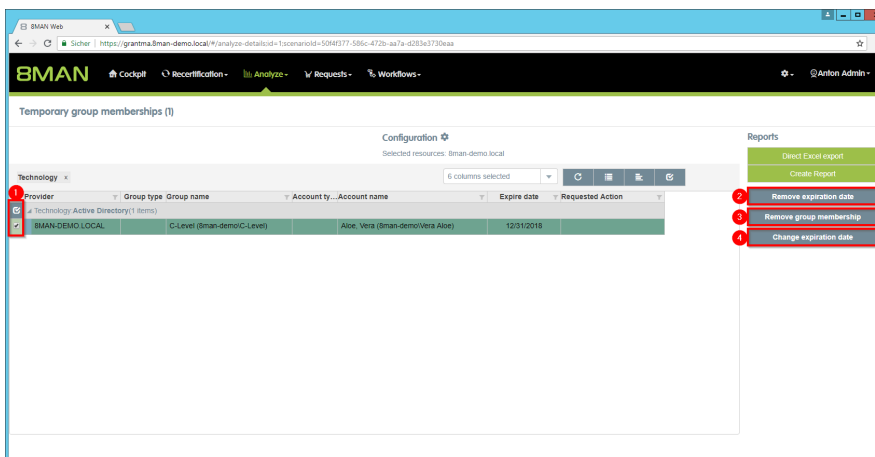 8MAN Web
Sicher | https://grantma.8man-demo.local/#/analyze-details;id=1;scenarioId=50f4f377-586c-472b-aa7a-d283e3730eaa
8MAN Cockpit Recertification Analyze Requests Workflows Anton Admin
Temporary group memberships (1)
Configuration
Selected resources: 8man-demo.local
Reports
Direct Excel export
Create Report
Technology x
6 columns selected
1
Provider Group type Group name Account ty... Account name Expire date Requested Action
Technology:Active Directory(1 items)
8MAN-DEMO.LOCAL C-Level (8man-demo\C-Level) Aloe, Vera (8man-demo\Vera Aloe) 12/31/2018
2 Remove expiration date
3 Remove group membership
4 Change expiration date